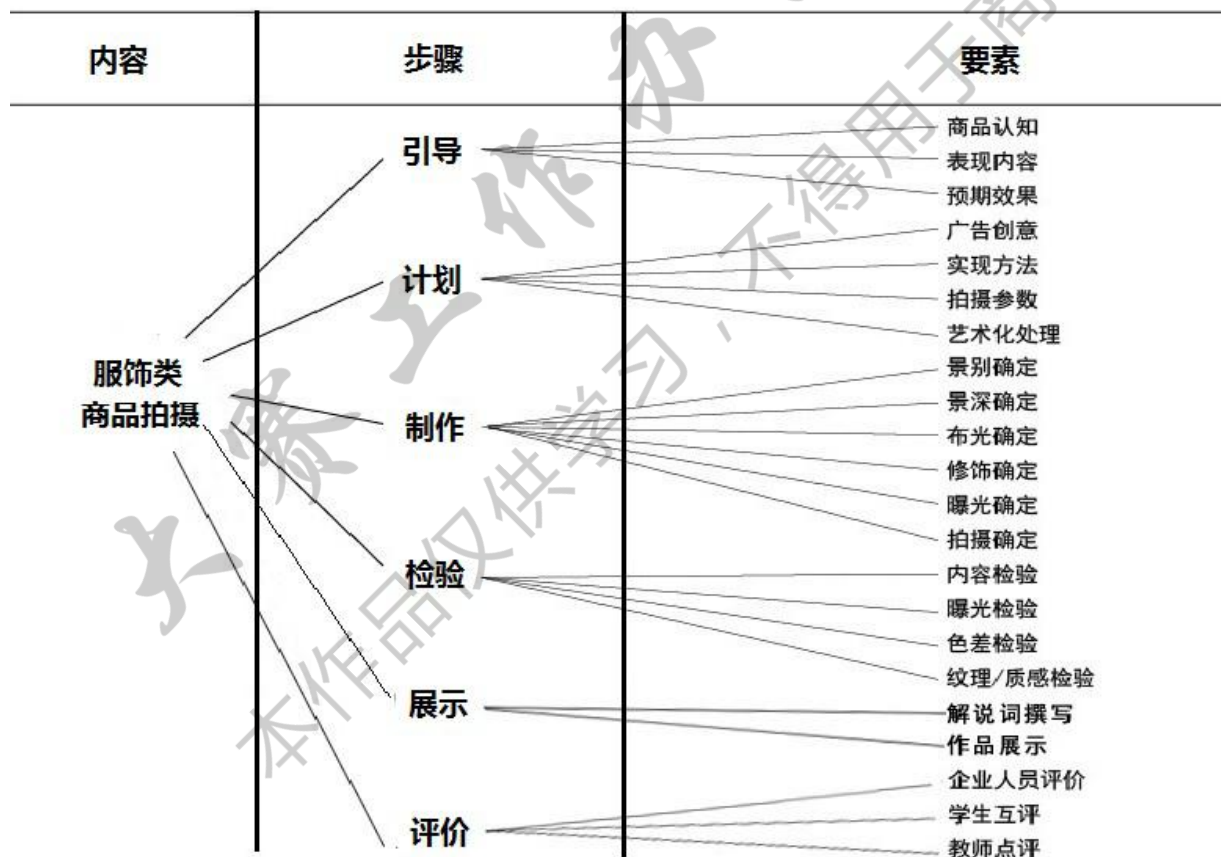 内容 步骤 要素
引导
商品认知
表现内容
预期效果
计划
广告创意
实现方法
拍摄参数
艺术化处理
服饰类
商品拍摄
制作
景别确定
景深确定
布光确定
修饰确定
曝光确定
拍摄确定
检验
内容检验
曝光检验
色差检验
纹理/质感检验
展示
解说词撰写
作品展示
评价
企业人员评价
学生互评
教师点评
大赛工作办
本作品仅供学习，不得用于商